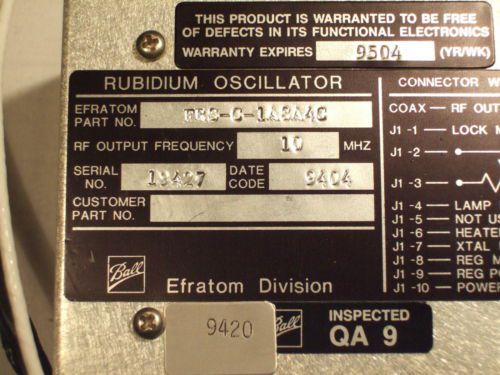 THIS PRODUCT IS WARRANTED TO BE FREE
OF DEFECTS IN ITS FUNCTIONAL ELECTRONICS
WARRANTY EXPIRES 9504 (YR/WK)
RUBIDIUM OSCILLATOR
EFRATOM
PART NO. FRS-C-1A2A4C
RF OUTPUT FREQUENCY 10 MHZ
SERIAL
NO. 13427
DATE
CODE 9404
CUSTOMER
PART NO.
Ball
Efratom Division
CONNECTOR W
COAX — RF OUT
J1 -1 — LOCK
J1 -2
J1 -3
J1 -4 — LAMP
J1 -5 — NOT US
J1 -6 — HEATE
J1 -7 — XTAL
J1 -8 — REG M
J1 -9 — REG P
J1 -10 — POWER
9420
Ball
INSPECTED
QA 9